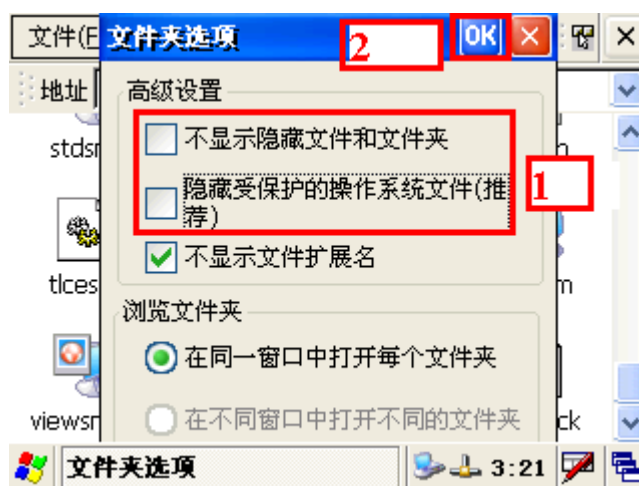 文件(F
文件夹选项
2
OK
地址
高级设置
不显示隐藏文件和文件夹
隐藏受保护的操作系统文件(推
荐)
1
不显示文件扩展名
浏览文件夹
在同一窗口中打开每个文件夹
在不同窗口中打开不同的文件夹
stdsr
tlces
m
viewsr
ck
文件夹选项
3:21